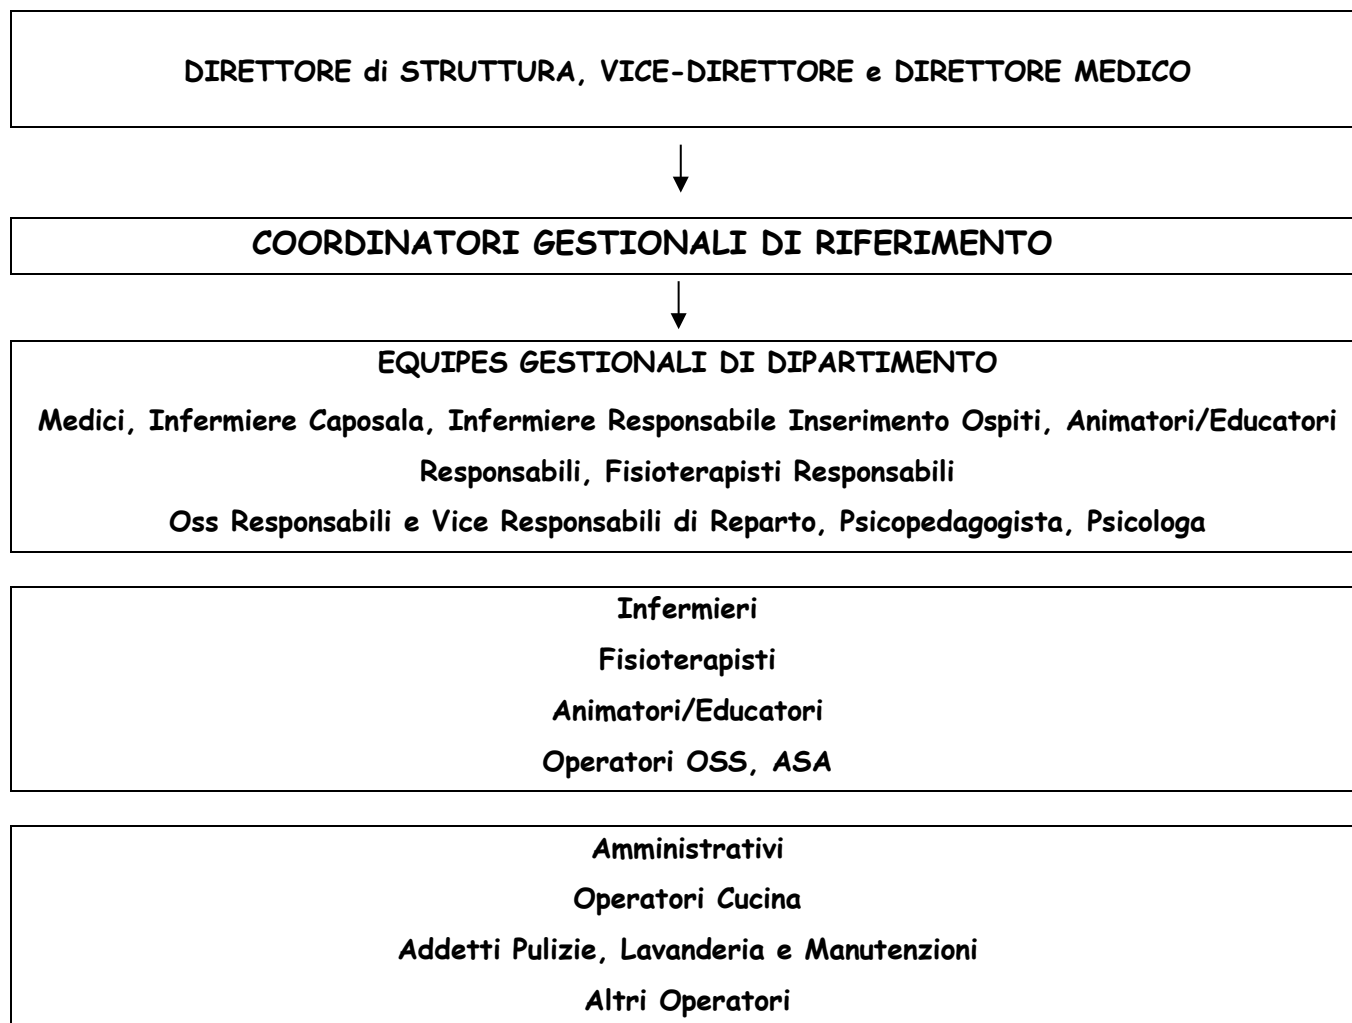 DIRETTORE di STRUTTURA, VICE-DIRETTORE e DIRETTORE MEDICO
COORDINATORI GESTIONALI DI RIFERIMENTO
EQUIPES GESTIONALI DI DIPARTIMENTO
Medici, Infermiere Caposala, Infermiere Responsabile Inserimento Ospiti, Animatori/Educatori
Responsabili, Fisioterapisti Responsabili
Oss Responsabili e Vice Responsabili di Reparto, Psicopedagogista, Psicologa
Infermieri
Fisioterapisti
Animatori/Educatori
Operatori OSS, ASA
Amministrativi
Operatori Cucina
Addetti Pulizie, Lavanderia e Manutenzioni
Altri Operatori